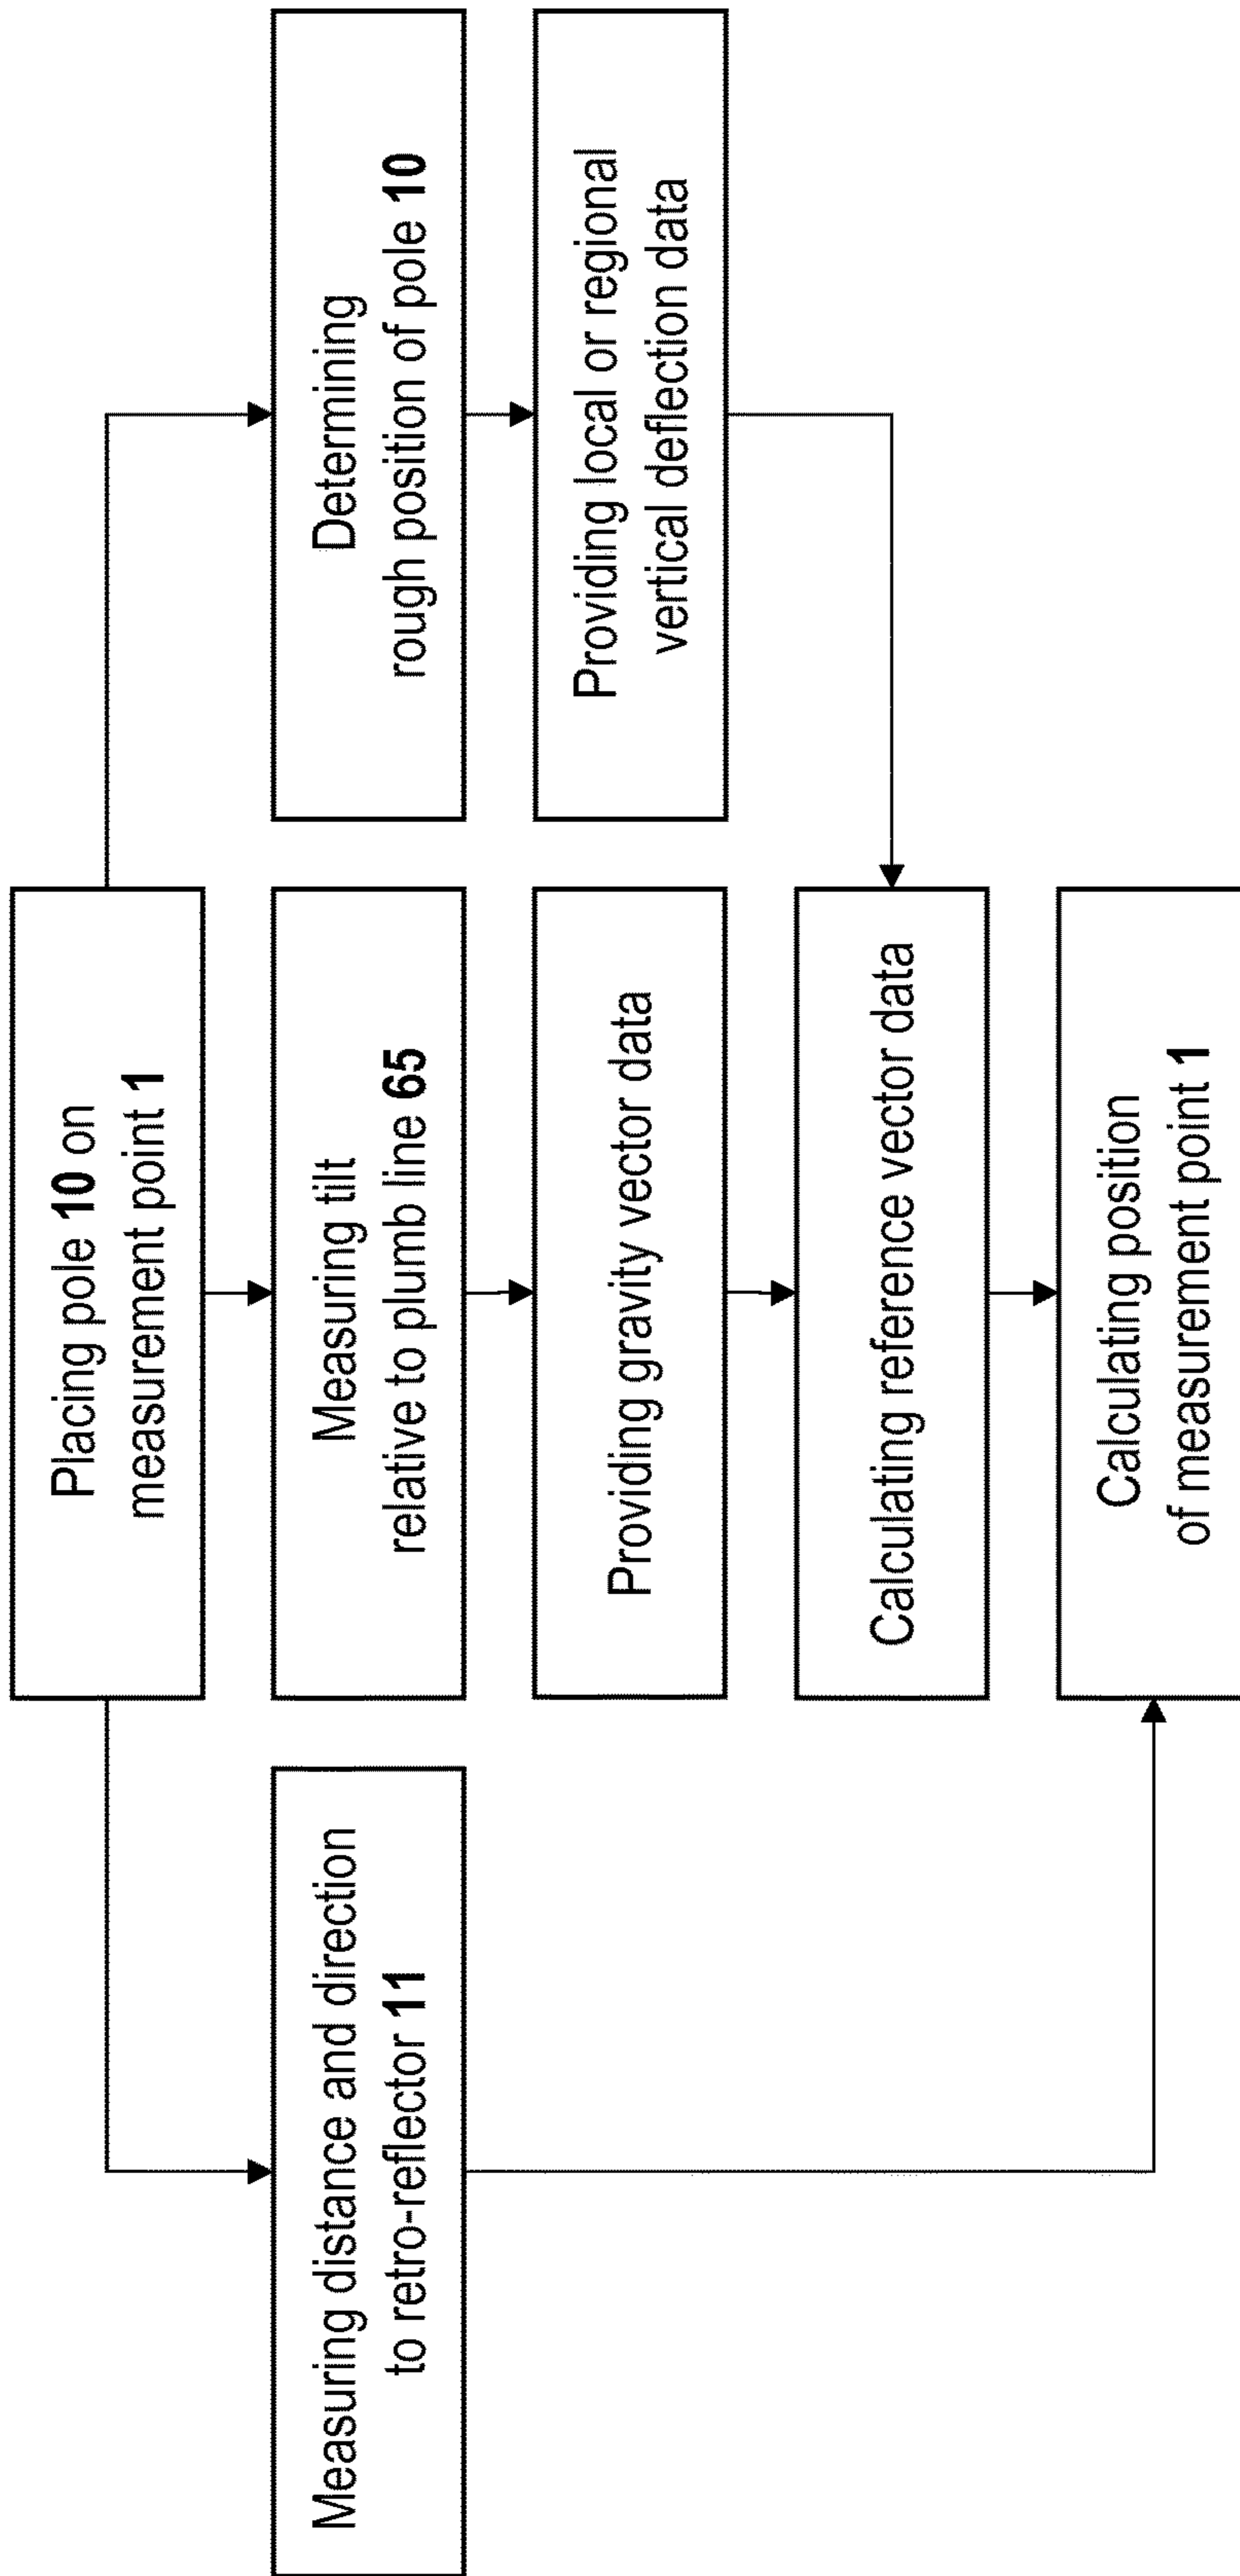 Placing pole 10 on
measurement point 1
Measuring distance and direction
to retro-reflector 11
Measuring tilt
relative to plumb line 65
Determining
rough position of pole 10
Providing gravity vector data
Providing local or regional
vertical deflection data
Calculating reference vector data
Calculating position
of measurement point 1